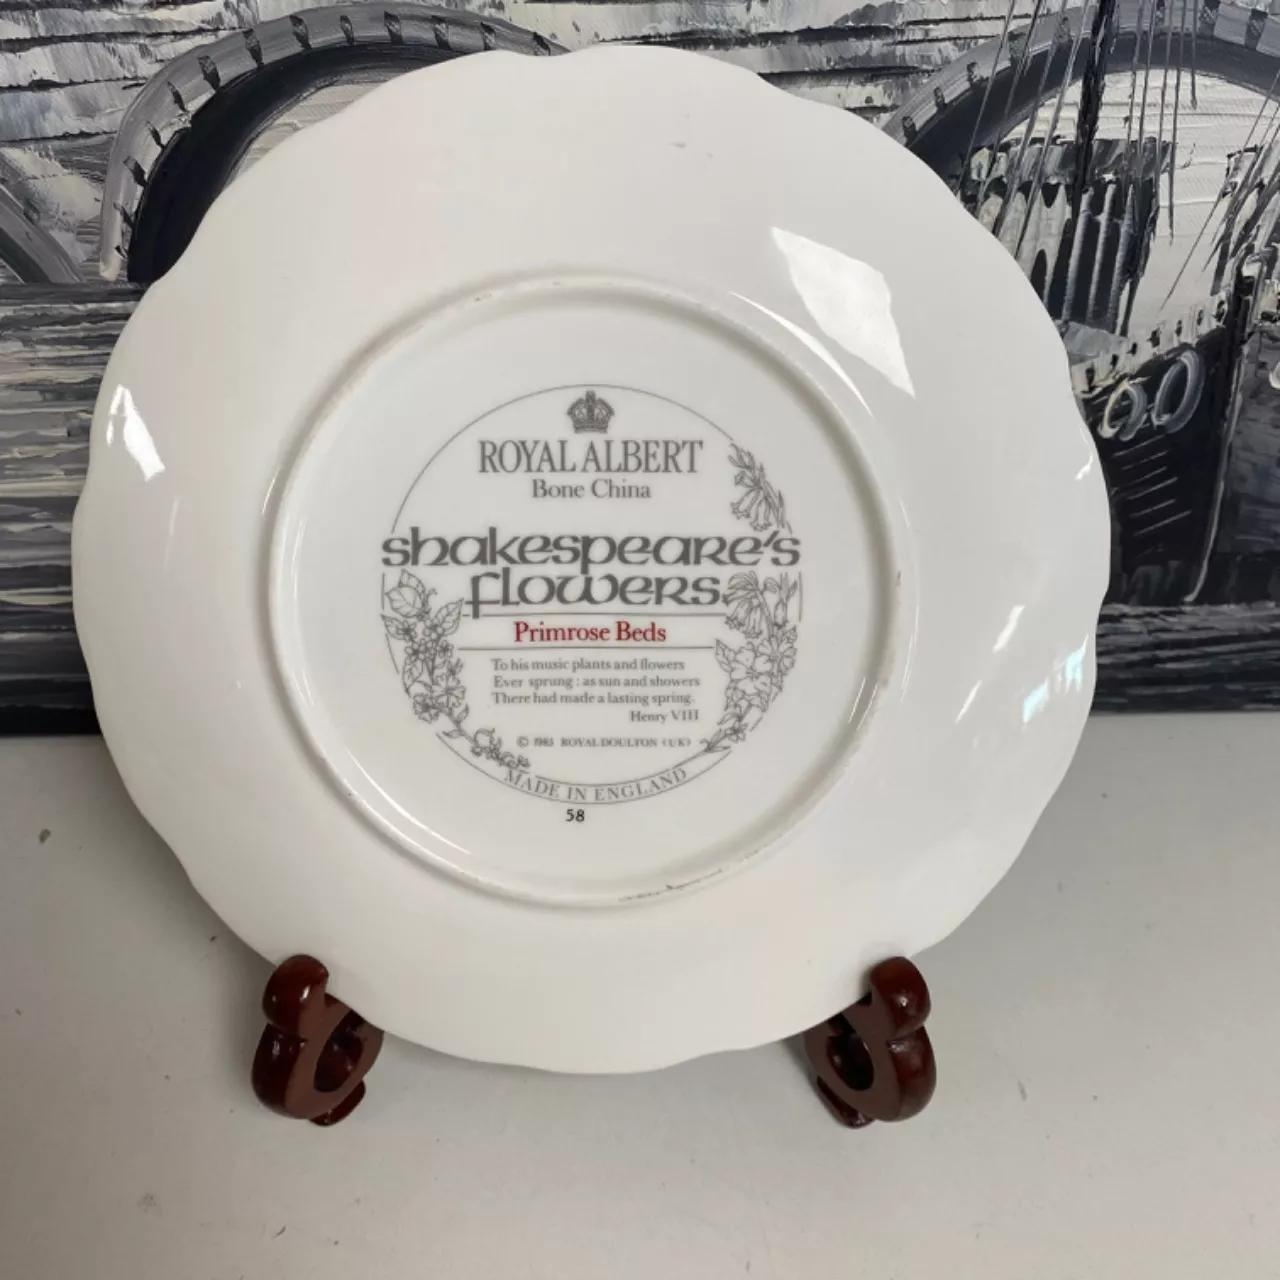 ROYAL ALBERT
Bone China
shakespeare's
flowers
Primrose Beds
To his music plants and flowers
Ever sprung : as sun and showers
There had made a lasting spring.
Henry VIII
© 1985 ROYAL DOULTON (UK)
MADE IN ENGLAND
58